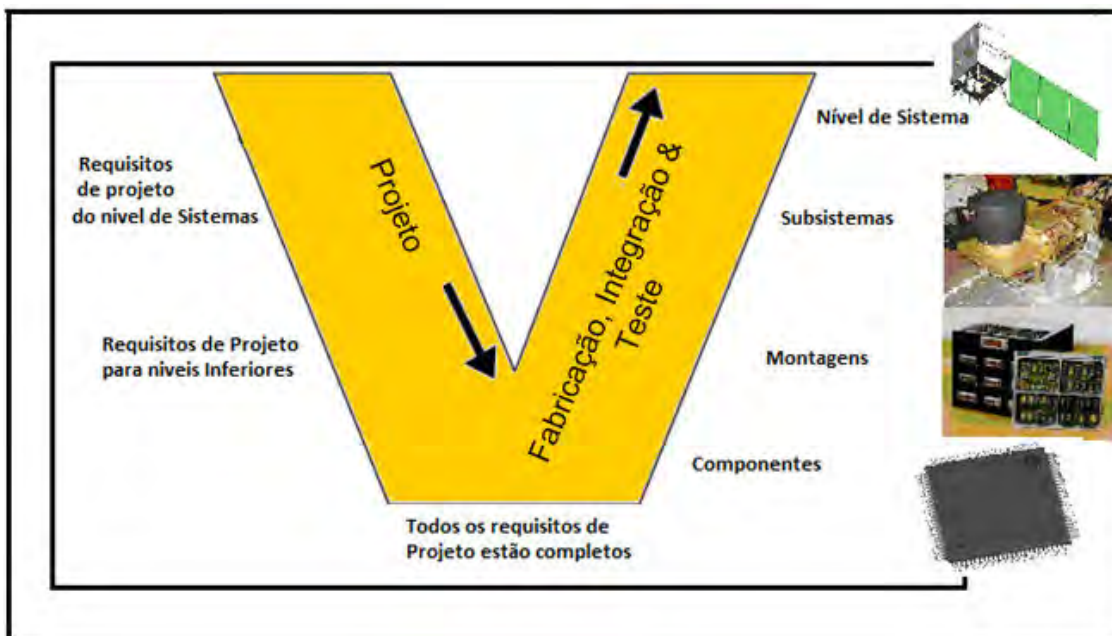 Requisitos
de projeto
do nivel de Sistemas
Requisitos de Projeto
para niveis Inferiores
Projeto
Todos os requisitos de
Projeto estão completos
Fabricação, Integração &
Teste
Nível de Sistema
Subsistemas
Montagens
Componentes